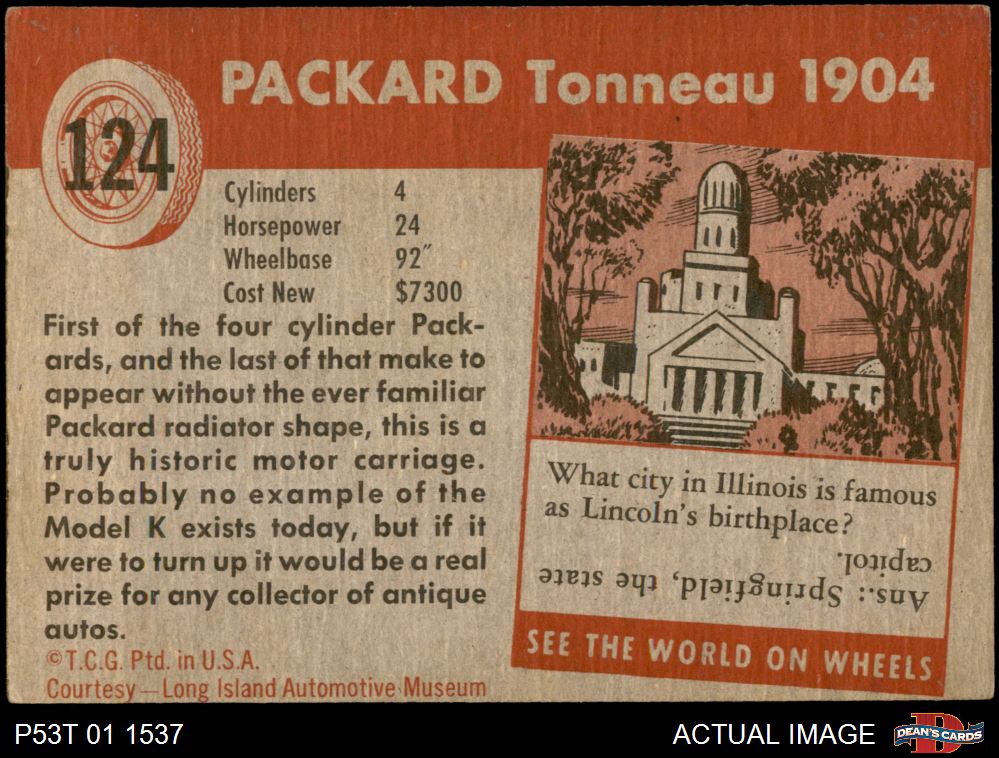 PACKARD Tonneau 1904
124
Cylinders 4
Horsepower 24
Wheelbase 92″
Cost New $7300
First of the four cylinder Pack-
ards, and the last of that make to
appear without the ever familiar
Packard radiator shape, this is a
truly historic motor carriage.
Probably no example of the
Model K exists today, but if it
were to turn up it would be a real
prize for any collector of antique
autos.
©T.C.G. Ptd. in U.S.A.
Courtesy—Long Island Automotive Museum
What city in Illinois is famous
as Lincoln's birthplace?
Ans.: Springfield, the state
capitol.
SEE THE WORLD ON WHEELS
P53T 01 1537
ACTUAL IMAGE
D
DEAN'S CARDS